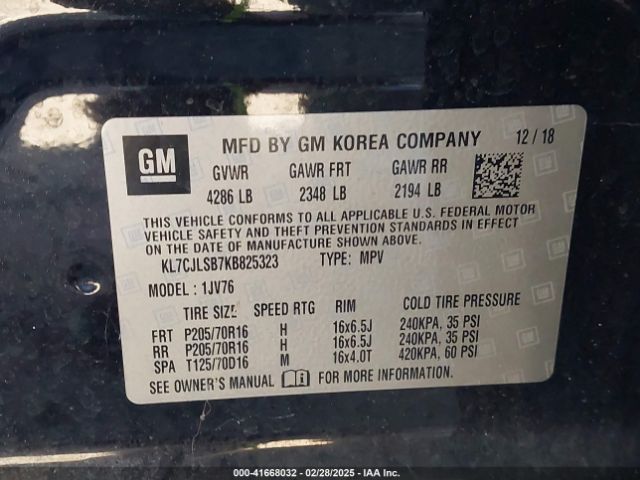 GM
MFD BY GM KOREA COMPANY 12 / 18
GVWR GAWR FRT GAWR RR
4286 LB 2348 LB 2194 LB
THIS VEHICLE CONFORMS TO ALL APPLICABLE U.S. FEDERAL MOTOR
VEHICLE SAFETY AND THEFT PREVENTION STANDARDS IN EFFECT
ON THE DATE OF MANUFACTURE SHOWN ABOVE.
KL7CJLSB7KB825323 TYPE: MPV
MODEL: 1JV76
TIRE SIZE SPEED RTG RIM COLD TIRE PRESSURE
FRT P205/70R16 H 16x6.5J 240KPA, 35 PSI
RR P205/70R16 H 16x6.5J 240KPA, 35 PSI
SPA T125/70D16 M 16x4.0T 420KPA, 60 PSI
SEE OWNER'S MANUAL FOR MORE INFORMATION.
000-41668032 - 02/28/2025 - IAA Inc.